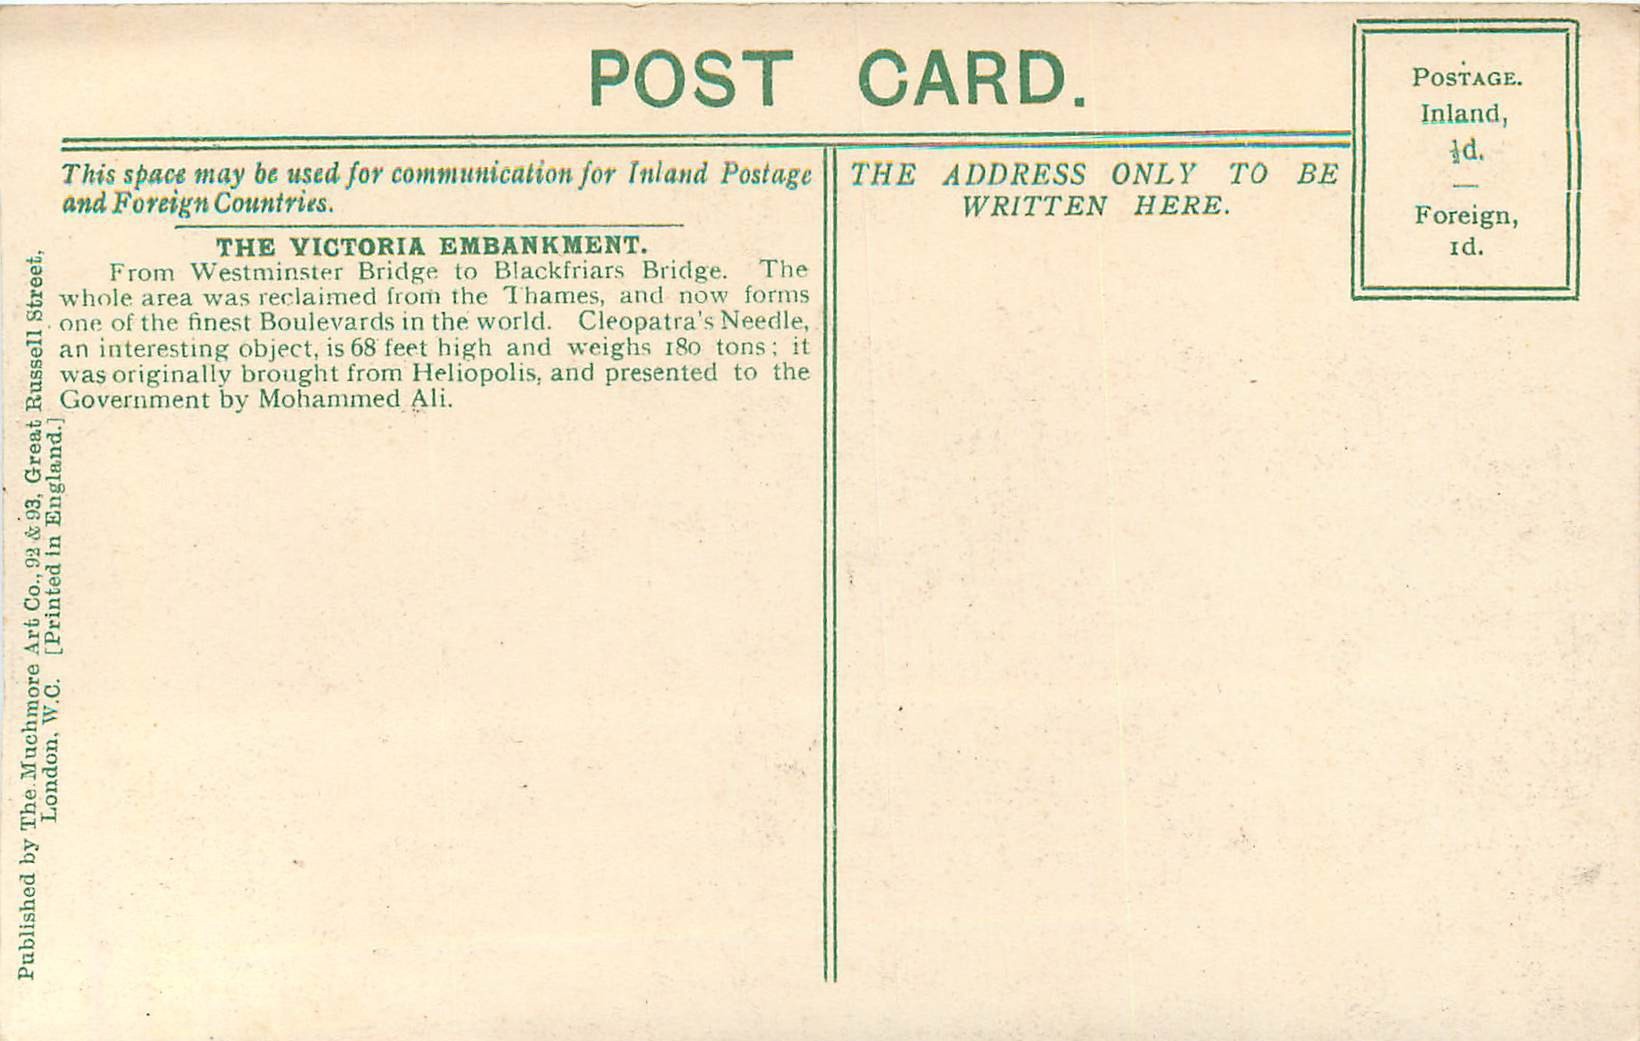 POST CARD.
POSTAGE.
Inland,
½d.
Foreign,
1d.
This space may be used for communication for Inland Postage
and Foreign Countries.
THE ADDRESS ONLY TO BE
WRITTEN HERE.
THE VICTORIA EMBANKMENT.
From Westminster Bridge to Blackfriars Bridge. The
whole area was reclaimed from the Thames, and now forms
one of the finest Boulevards in the world. Cleopatra's Needle,
an interesting object, is 68 feet high and weighs 180 tons; it
was originally brought from Heliopolis, and presented to the
Government by Mohammed Ali.
Published by The Muchmore Art Co., 92 & 93, Great Russell Street,
London, W.C. [Printed in England.]